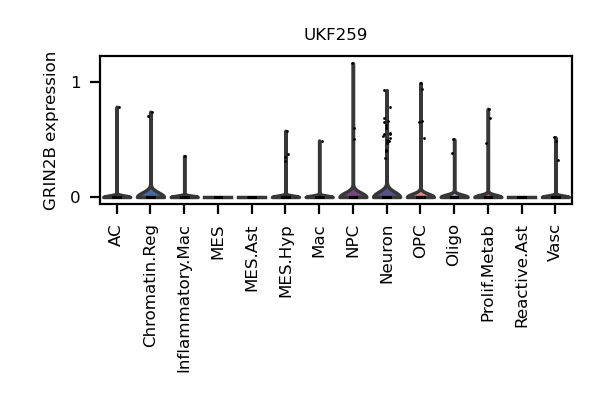 UKF259
GRIN2B expression
1
0
AC
Chromatin.Reg
Inflammatory.Mac
MES
MES.Ast
MES.Hyp
Mac
NPC
Neuron
OPC
Oligo
Prolif.Metab
Reactive.Ast
Vasc